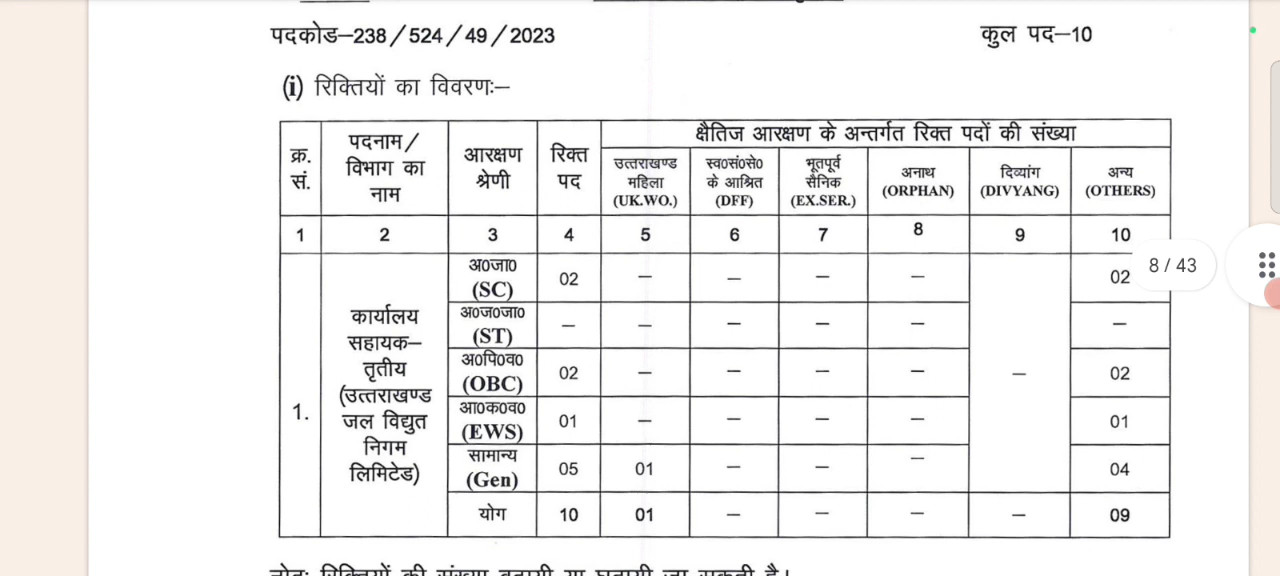 पदकोड–238/524/49/2023 कुल पद–10
(i) रिक्तियों का विवरणः–
क्र. सं. पदनाम/ विभाग का नाम आरक्षण श्रेणी रिक्त पद क्षैतिज आरक्षण के अन्तर्गत रिक्त पदों की संख्या
उत्तराखण्ड महिला (UK.WO.) स्व0सं0से0 के आश्रित (DFF) भूतपूर्व सैनिक (EX.SER.) अनाथ (ORPHAN) दिव्यांग (DIVYANG) अन्य (OTHERS)
1 2 3 4 5 6 7 8 9 10
1. कार्यालय सहायक– तृतीय (उत्तराखण्ड जल विद्युत निगम लिमिटेड)
अ0जा0 (SC) 02 – – – – 02
अ0ज0जा0 (ST) – – – – – –
अ0पि0व0 (OBC) 02 – – – – – 02
आ0क0व0 (EWS) 01 – – – – 01
सामान्य (Gen) 05 01 – – – 04
योग 10 01 – – – – 09
8 / 43
नोटः रिक्तियों की संख्या बढ़ायी या घटायी जा सकती है।